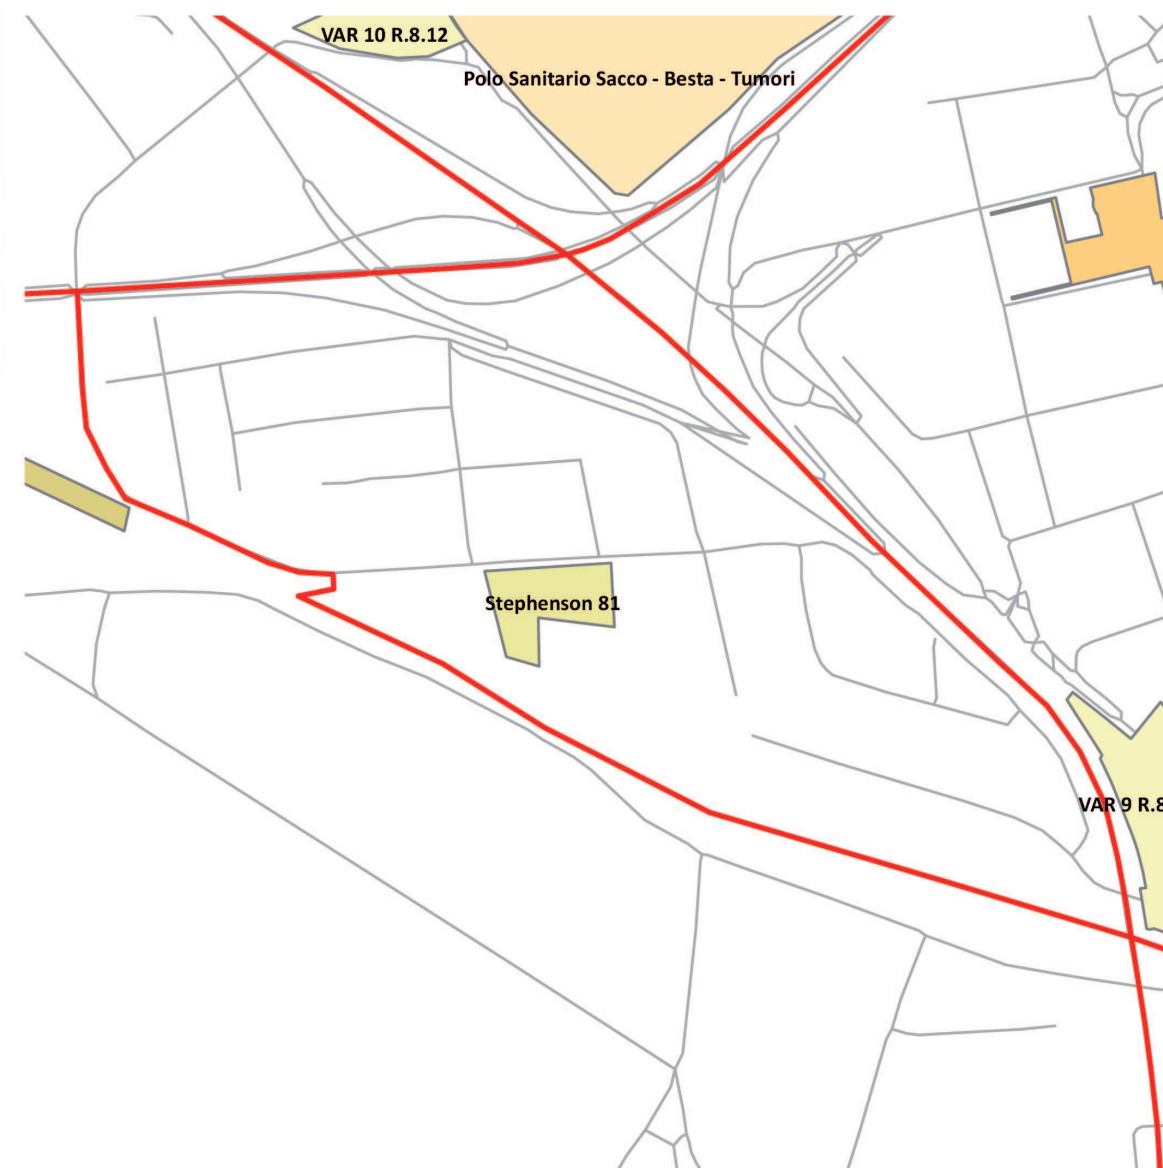 VAR 10 R.8.12
Polo Sanitario Sacco - Besta - Tumori
Stephenson 81
VAR 9 R.8